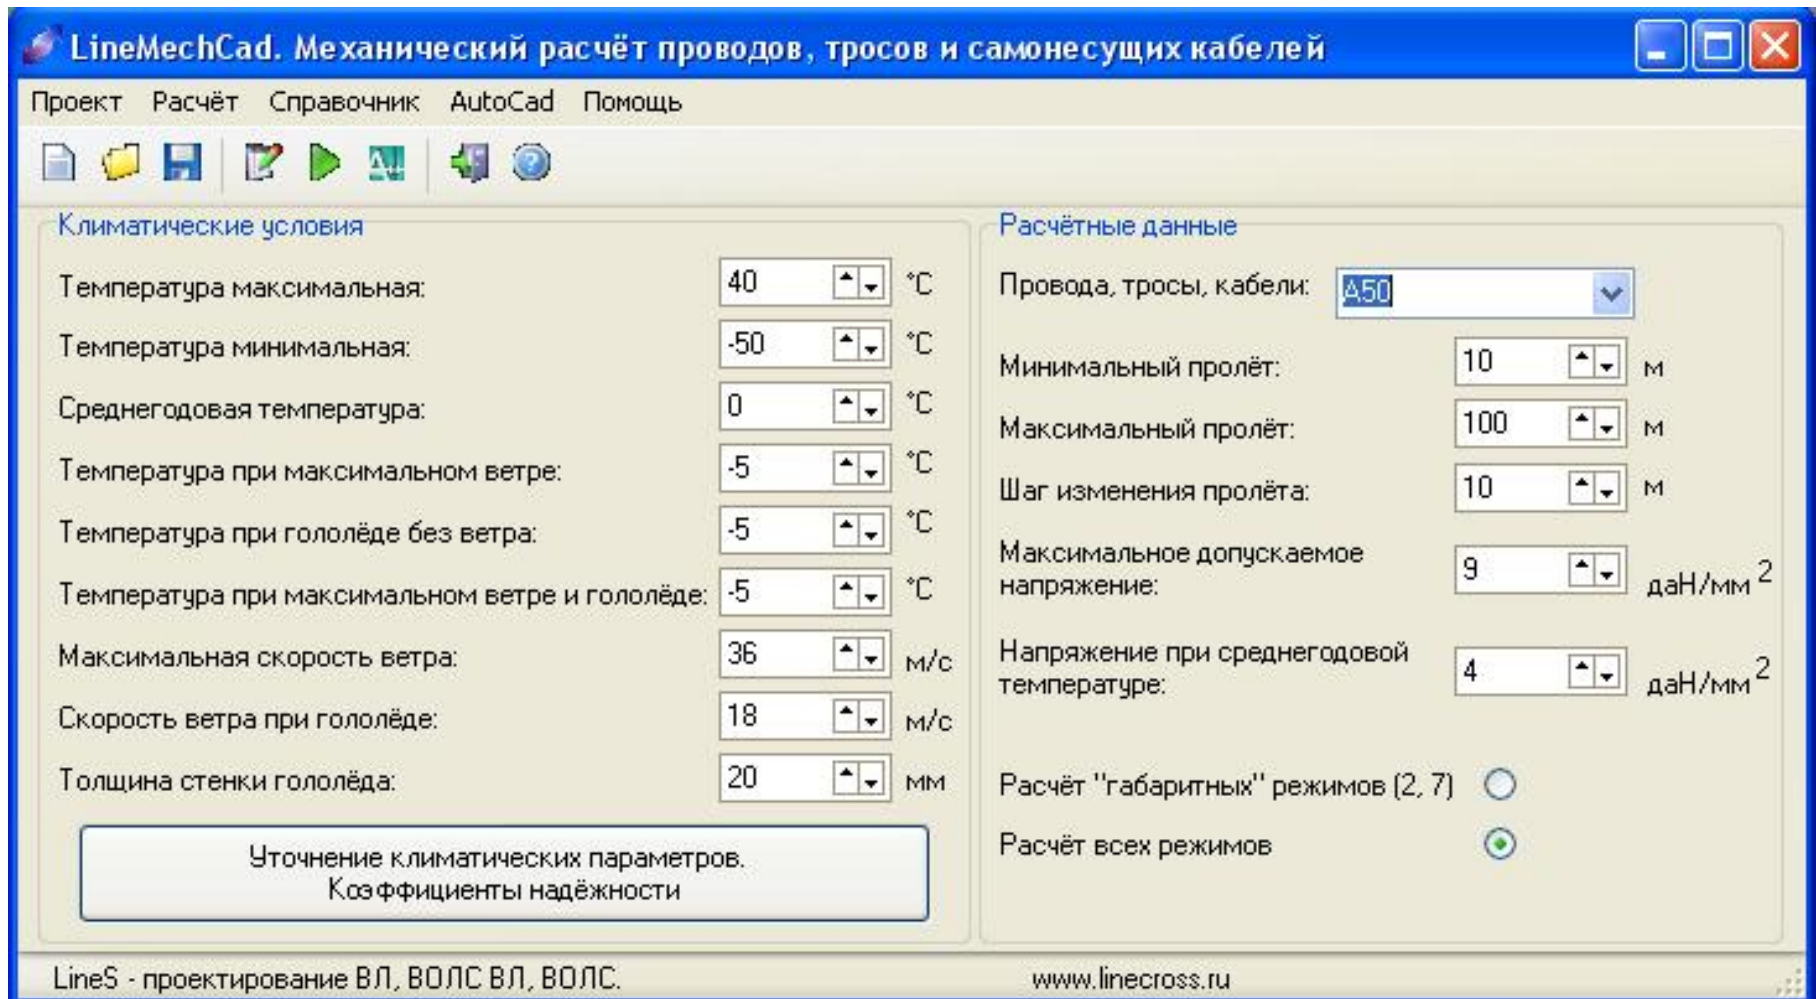 LineMechCad. Механический расчёт проводов, тросов и самонесущих кабелей
Проект Расчёт Справочник AutoCad Помощь
Климатические условия
Температура максимальная: 40 °C
Температура минимальная: -50 °C
Среднегодовая температура: 0 °C
Температура при максимальном ветре: -5 °C
Температура при гололёде без ветра: -5 °C
Температура при максимальном ветре и гололёде: -5 °C
Максимальная скорость ветра: 36 м/с
Скорость ветра при гололёде: 18 м/с
Толщина стенки гололёда: 20 мм
Уточнение климатических параметров.
Коэффициенты надёжности
Расчётные данные
Провода, тросы, кабели: А50
Минимальный пролёт: 10 м
Максимальный пролёт: 100 м
Шаг изменения пролёта: 10 м
Максимальное допускаемое
напряжение: 9 даН/мм 2
Напряжение при среднегодовой
температуре: 4 даН/мм 2
Расчёт "габаритных" режимов (2, 7)
Расчёт всех режимов
LineS - проектирование ВЛ, ВОЛС ВЛ, ВОЛС. www.linecross.ru